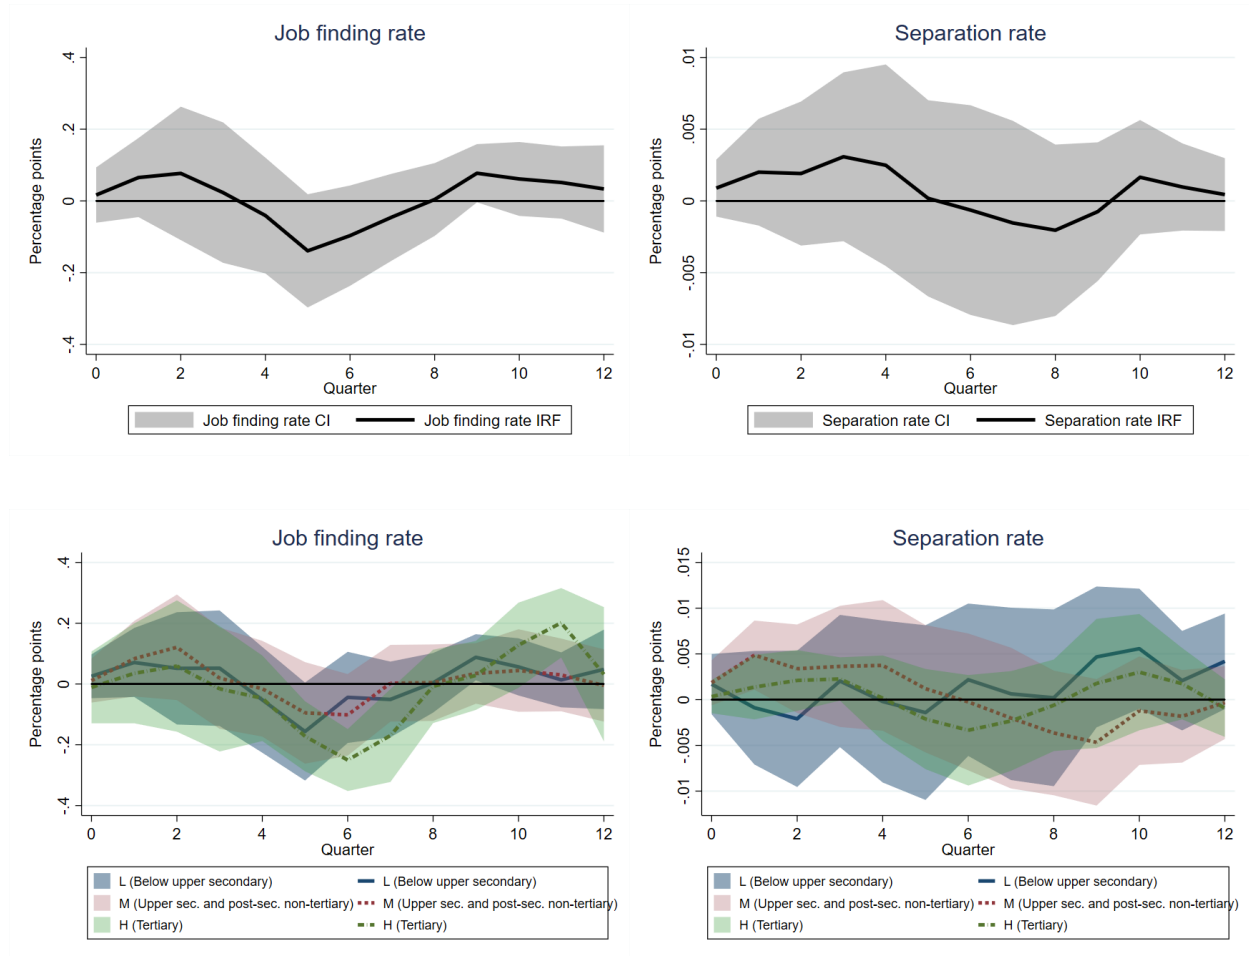 Job finding rate
Percentage points
.4
.2
0
-.2
-.4
0 2 4 6 8 10 12
Quarter
Job finding rate CI Job finding rate IRF
Separation rate
Percentage points
.01
.005
0
-.005
-.01
0 2 4 6 8 10 12
Quarter
Separation rate CI Separation rate IRF
Job finding rate
Percentage points
.4
.2
0
-.2
-.4
0 2 4 6 8 10 12
Quarter
L (Below upper secondary) L (Below upper secondary)
M (Upper sec. and post-sec. non-tertiary) M (Upper sec. and post-sec. non-tertiary)
H (Tertiary) H (Tertiary)
Separation rate
Percentage points
.015
.01
.005
0
-.005
-.01
0 2 4 6 8 10 12
Quarter
L (Below upper secondary) L (Below upper secondary)
M (Upper sec. and post-sec. non-tertiary) M (Upper sec. and post-sec. non-tertiary)
H (Tertiary) H (Tertiary)